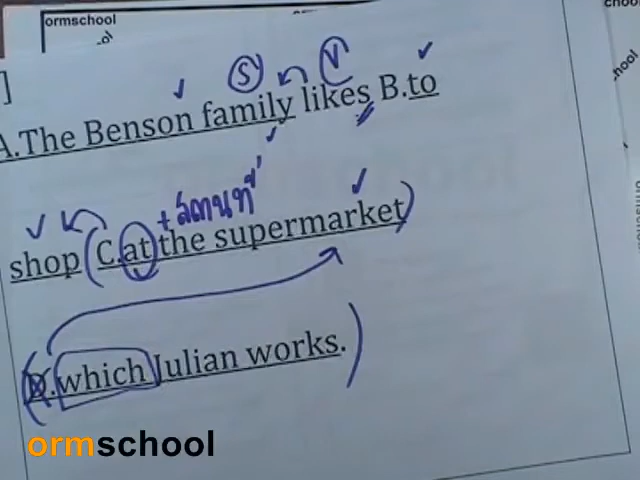 ormschool
chool
]
S V
A.The Benson family likes B.to
+ สถานที่
shop (C.at the supermarket)
(D.which Julian works.)
ormschool